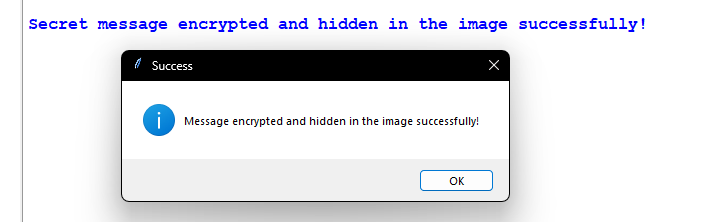 Secret message encrypted and hidden in the image successfully!
Success
Message encrypted and hidden in the image successfully!
OK